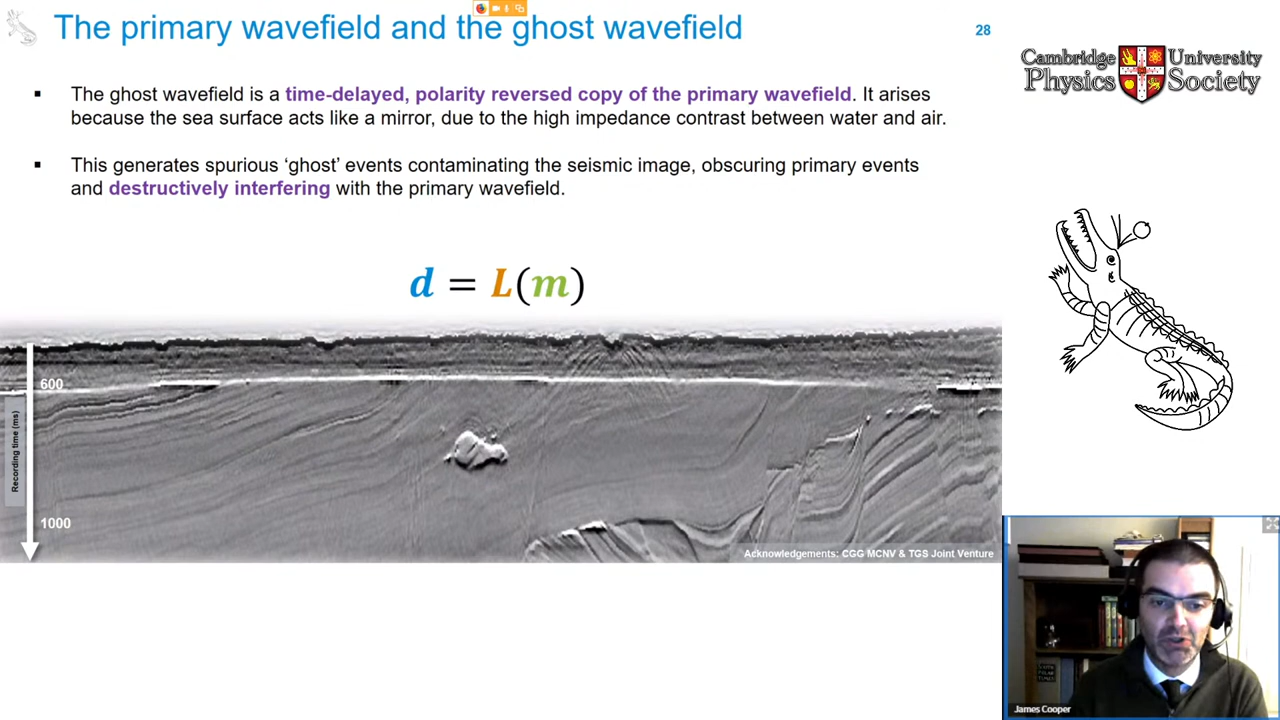 The primary wavefield and the ghost wavefield
28
Cambridge University
Physics Society
▪ The ghost wavefield is a time-delayed, polarity reversed copy of the primary wavefield. It arises
because the sea surface acts like a mirror, due to the high impedance contrast between water and air.
▪ This generates spurious ‘ghost’ events contaminating the seismic image, obscuring primary events
and destructively interfering with the primary wavefield.
d = L(m)
600
Recording time (ms)
1000
Acknowledgements: CGG MCNV & TGS Joint Venture
James Cooper